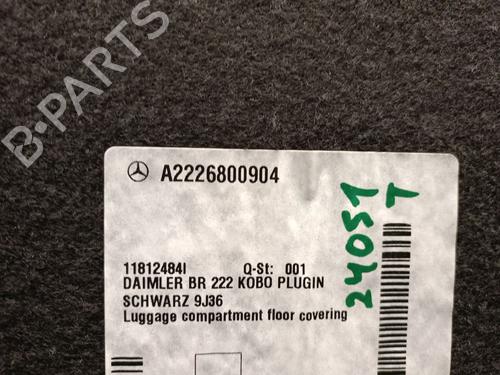 B-PARTS
A2226800904
11812484I Q-St: 001
DAIMLER BR 222 KOBO PLUGIN
SCHWARZ 9J36
Luggage compartment floor covering
24051
T